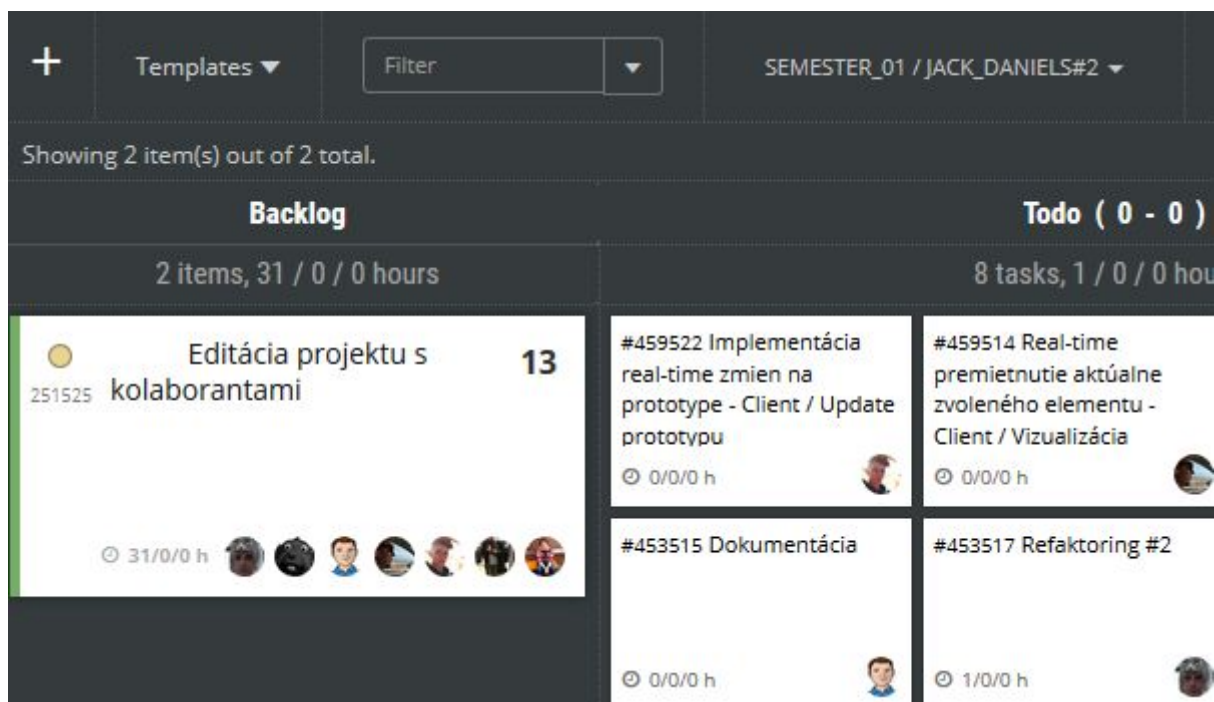 + Templates Filter SEMESTER_01 / JACK_DANIELS#2
Showing 2 item(s) out of 2 total.
Backlog
Todo ( 0 - 0 )
2 items, 31 / 0 / 0 hours
8 tasks, 1 / 0 / 0 hou
Editácia projektu s
13
251525
kolaborantami
31/0/0 h
#459522 Implementácia
real-time zmien na
prototype - Client / Update
prototypu
0/0/0 h
#459514 Real-time
premietnutie aktúalne
zvoleného elementu -
Client / Vizualizácia
0/0/0 h
#453515 Dokumentácia
0/0/0 h
#453517 Refaktoring #2
1/0/0 h